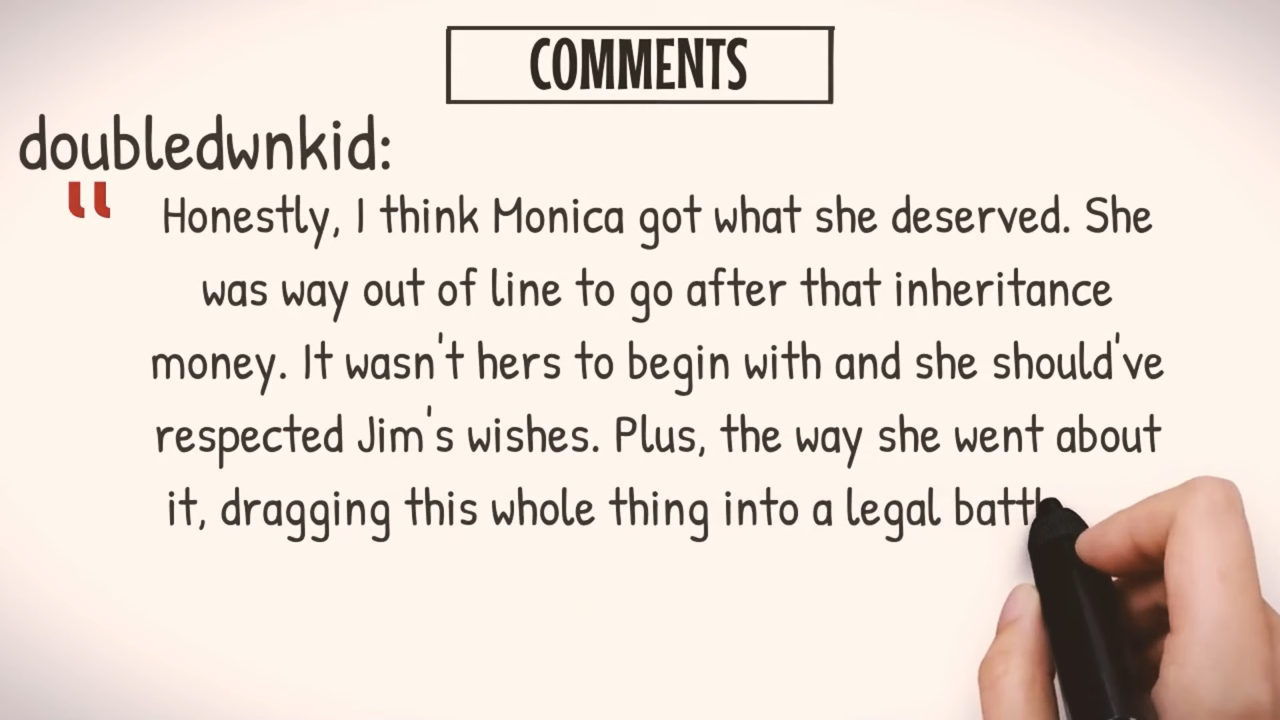 COMMENTS
doubledwnkid:
" Honestly, I think Monica got what she deserved. She
was way out of line to go after that inheritance
money. It wasn't hers to begin with and she should've
respected Jim's wishes. Plus, the way she went about
it, dragging this whole thing into a legal